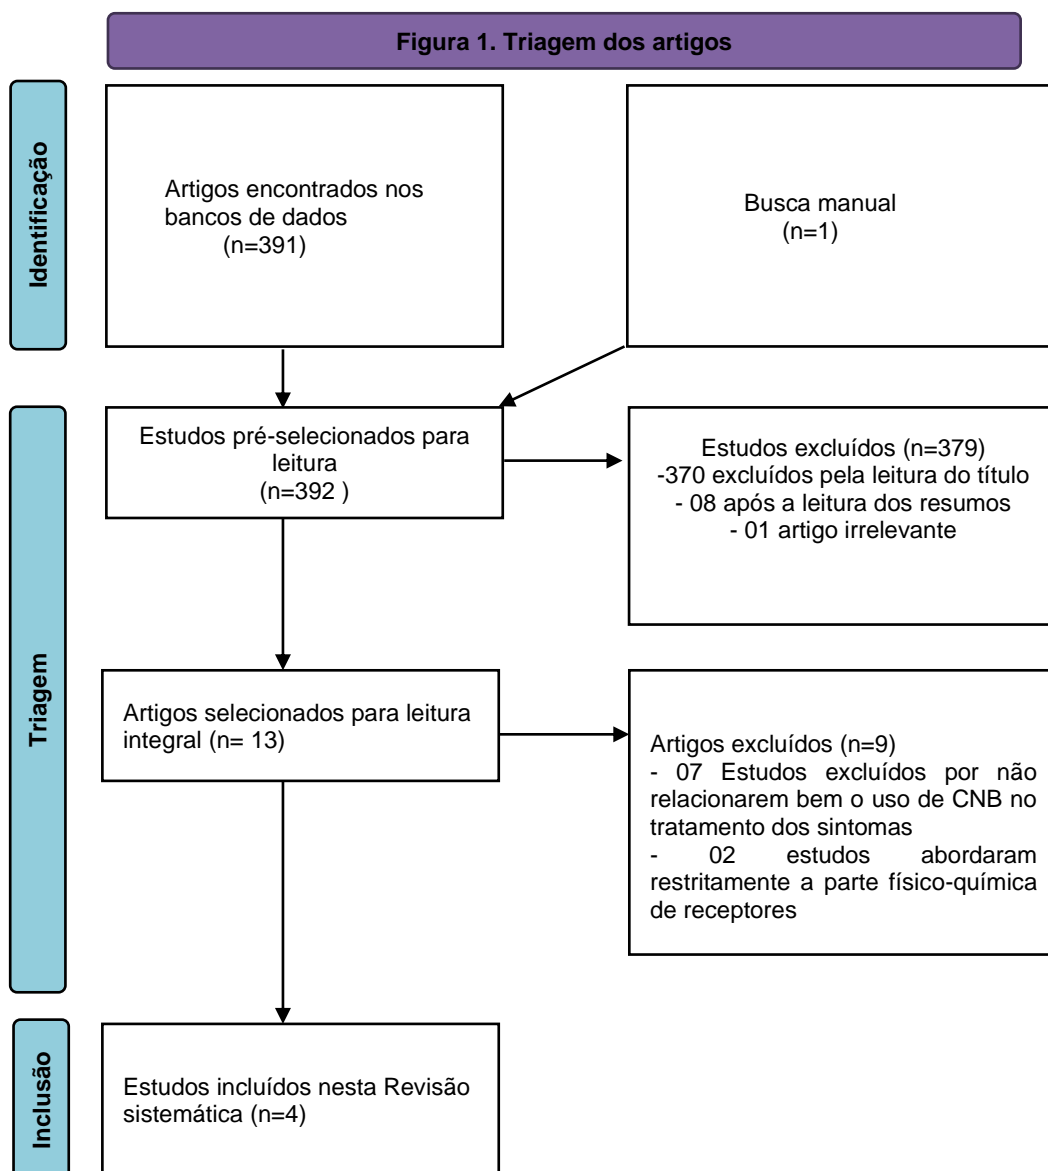 Figura 1. Triagem dos artigos
Identificação
Artigos encontrados nos
bancos de dados
(n=391)
Busca manual
(n=1)
Triagem
Estudos pré-selecionados para
leitura
(n=392 )
Estudos excluídos (n=379)
-370 excluídos pela leitura do título
- 08 após a leitura dos resumos
- 01 artigo irrelevante
Artigos selecionados para leitura
integral (n= 13)
Artigos excluídos (n=9)
- 07 Estudos excluídos por não
relacionarem bem o uso de CNB no
tratamento dos sintomas
- 02 estudos abordaram
restritamente a parte físico-química
de receptores
Inclusão
Estudos incluídos nesta Revisão
sistemática (n=4)